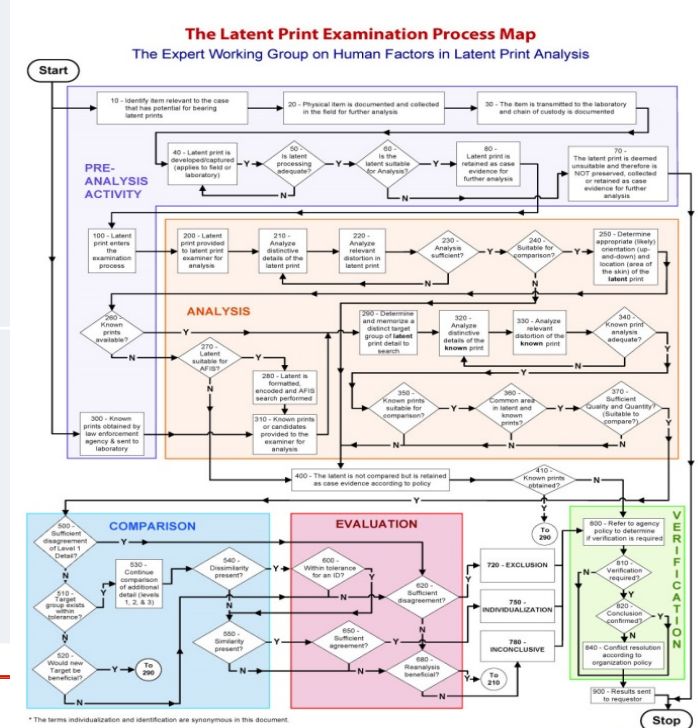 The Latent Print Examination Process Map
The Expert Working Group on Human Factors in Latent Print Analysis
Start
10 - Identify item relevant to the case
that has potential for bearing
latent prints
20 - Physical item is documented and collected
in the field for further analysis
30 - The item is transmitted to the laboratory
and chain of custody is documented
PRE-
ANALYSIS
ACTIVITY
40 - Latent print is
developed/captured
(applies to field or
laboratory)
50 -
Is latent
processing
adequate?
Y
N
60 -
Is the
latent suitable
for Analysis?
Y
N
80 -
Latent print is
retained as case
evidence for
further analysis
70 -
The latent print is deemed
unsuitable and therefore is
NOT preserved, collected
or retained as case
evidence for further
analysis
100 - Latent
print enters
the
examination
process
200 - Latent
print provided
to latent print
examiner for
analysis
210 -
Analyze
distinctive
details of the
latent print
220 -
Analyze
relevant
distortion in
latent print
230 -
Analysis
sufficient?
Y
N
240 -
Suitable for
comparison?
Y
N
250 - Determine
appropriate (likely)
orientation (up-
and-down) and
location (area of
the skin) of the
latent print
ANALYSIS
260 -
Known
prints
available?
Y
N
270 -
Latent
suitable for
AFIS?
Y
N
280 - Latent is
formatted,
encoded and AFIS
search performed
290 - Determine
and memorize a
distinct target
group of latent
print detail to
search
320 -
Analyze
distinctive
details of the
known print
330 - Analyze
relevant
distortion of the
known print
340 -
Known print
analysis
adequate?
Y
N
Y
300 - Known
prints obtained by
law enforcement
agency & sent to
laboratory
310 - Known prints
or candidates
provided to the
examiner for
analysis
350 -
Known prints
suitable for
comparison?
Y
N
360 -
Common area
in latent and
known
prints?
Y
N
370 -
Sufficient
Quality and Quantity?
(Suitable to
compare?)
Y
N
400 - The latent is not compared but is retained
as case evidence according to policy
410 -
Known prints
obtained?
N
Y
Y
To
290
COMPARISON
500 -
Sufficient
disagreement
of Level 1
Detail?
Y
N
510 -
Target
group exists
within
tolerance?
Y
N
520 -
Would new
Target be
beneficial?
Y
N
To
290
530 -
Continue
comparison
of additional
detail (levels
1, 2, & 3)
540 -
Dissimilarity
present?
Y
N
560 -
Similarity
present?
Y
N
EVALUATION
600 -
Within tolerance
for an ID?
Y
N
620 -
Sufficient
disagreement?
Y
N
650 -
Sufficient
agreement?
Y
N
680 -
Reanalysis
beneficial?
Y
N
To
210
720 - EXCLUSION
750 -
INDIVIDUALIZATION
780 -
INCONCLUSIVE
VERIFICATION
800 - Refer to agency
policy to determine
if verification is required
810 -
Verification
required?
N
Y
820
Conclusion
confirmed?
Y
N
840 - Conflict resolution
according to
organization policy
900 - Results sent
to requestor
Stop
* The terms individualization and identification are synonymous in this document.